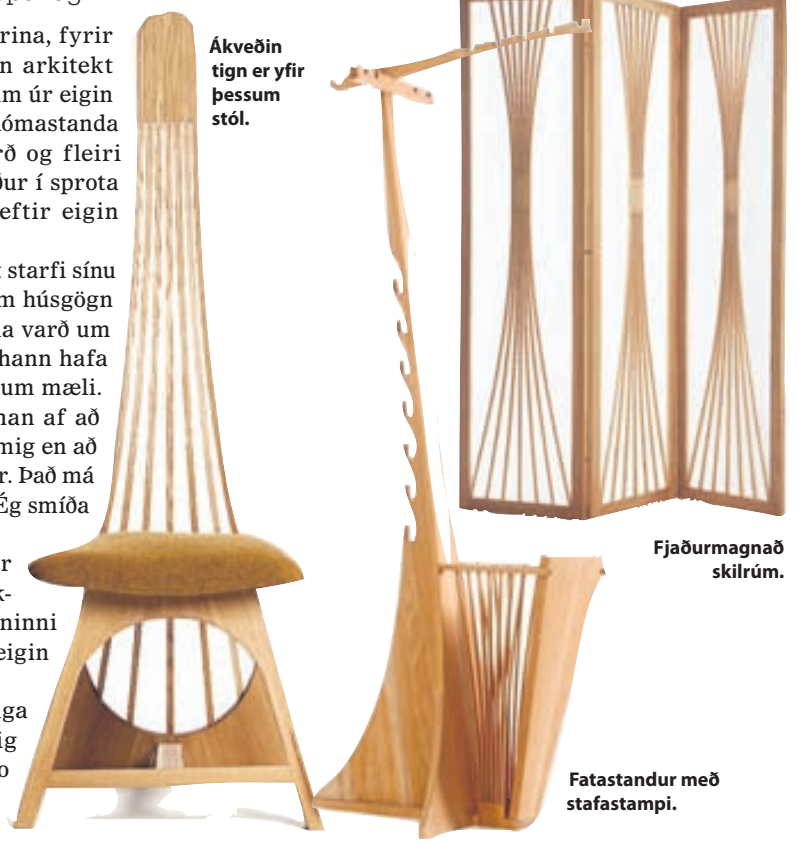 rina, fyrir
n arkitekt
m úr eigin
ómastanda
rð og fleiri
ður í sprota
eftir eigin
starfi sínu
m húsgögn
a varð um
hann hafa
um mæli.
nan af að
mig en að
r. Það má
Ég smíða
r
k-
ninni
eigin
ga
ig
o
Ákveðin
tign er yfir
þessum
stól.
Fjaðurmagnað
skilrúm.
Fatastandur með
stafastampi.